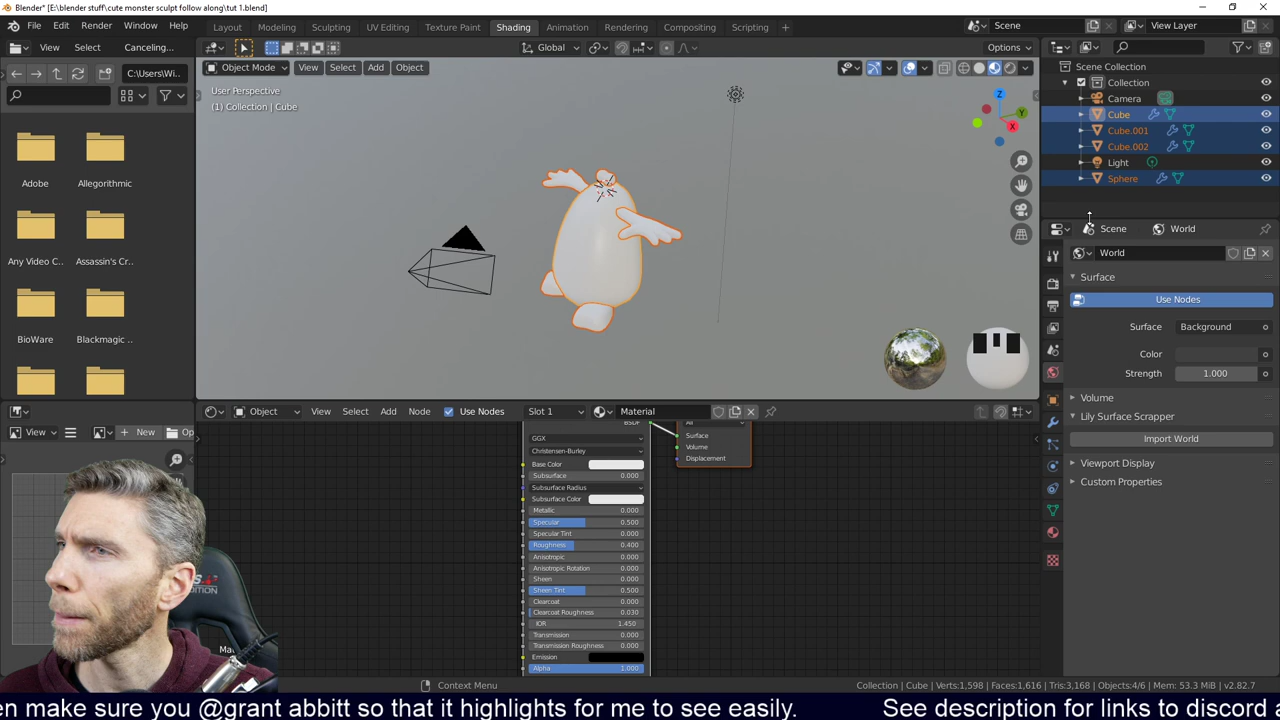 Blender* [E:\blender stuff\cute monster sculpt follow along\tut 1.blend]
File Edit Render Window Help Layout Modeling Sculpting UV Editing Texture Paint Shading Animation Rendering Compositing Scripting + Scene View Layer
View Select Canceling... Global Options
C:\Users\Wi... Object Mode View Select Add Object
Scene Collection
Collection
Camera
Cube
Cube.001
Cube.002
Light
Sphere
User Perspective
(1) Collection | Cube
Z
Y
X
Adobe Allegorithmic
Any Video C.. Assassin's Cr..
BioWare Blackmagic ..
Scene World
World
Surface
Use Nodes
Surface Background
Color
Strength 1.000
Volume
Lily Surface Scrapper
Import World
Viewport Display
Custom Properties
Object View Select Add Node Use Nodes Slot 1 Material
View + New Op
BSDF
GGX
Christensen-Burley
Base Color
Subsurface 0.000
Subsurface Radius
Subsurface Color
Metallic 0.000
Specular 0.500
Specular Tint 0.000
Roughness 0.400
Anisotropic 0.000
Anisotropic Rotation 0.000
Sheen 0.000
Sheen Tint 0.500
Clearcoat 0.000
Clearcoat Roughness 0.030
IOR 1.450
Transmission 0.000
Transmission Roughness 0.000
Emission
Alpha 1.000
All
Surface
Volume
Displacement
Context Menu
Collection | Cube | Verts:1,598 | Faces:1,616 | Tris:3,168 | Objects:4/6 | Mem: 53.3 MiB | v2.82.7
en make sure you @grant abbitt so that it highlights for me to see easily. See description for links to discord a